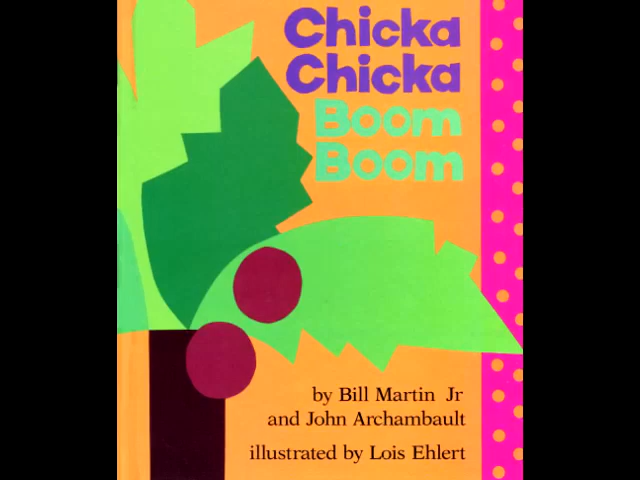 Chicka
Chicka
Boom
Boom
by Bill Martin Jr
and John Archambault
illustrated by Lois Ehlert